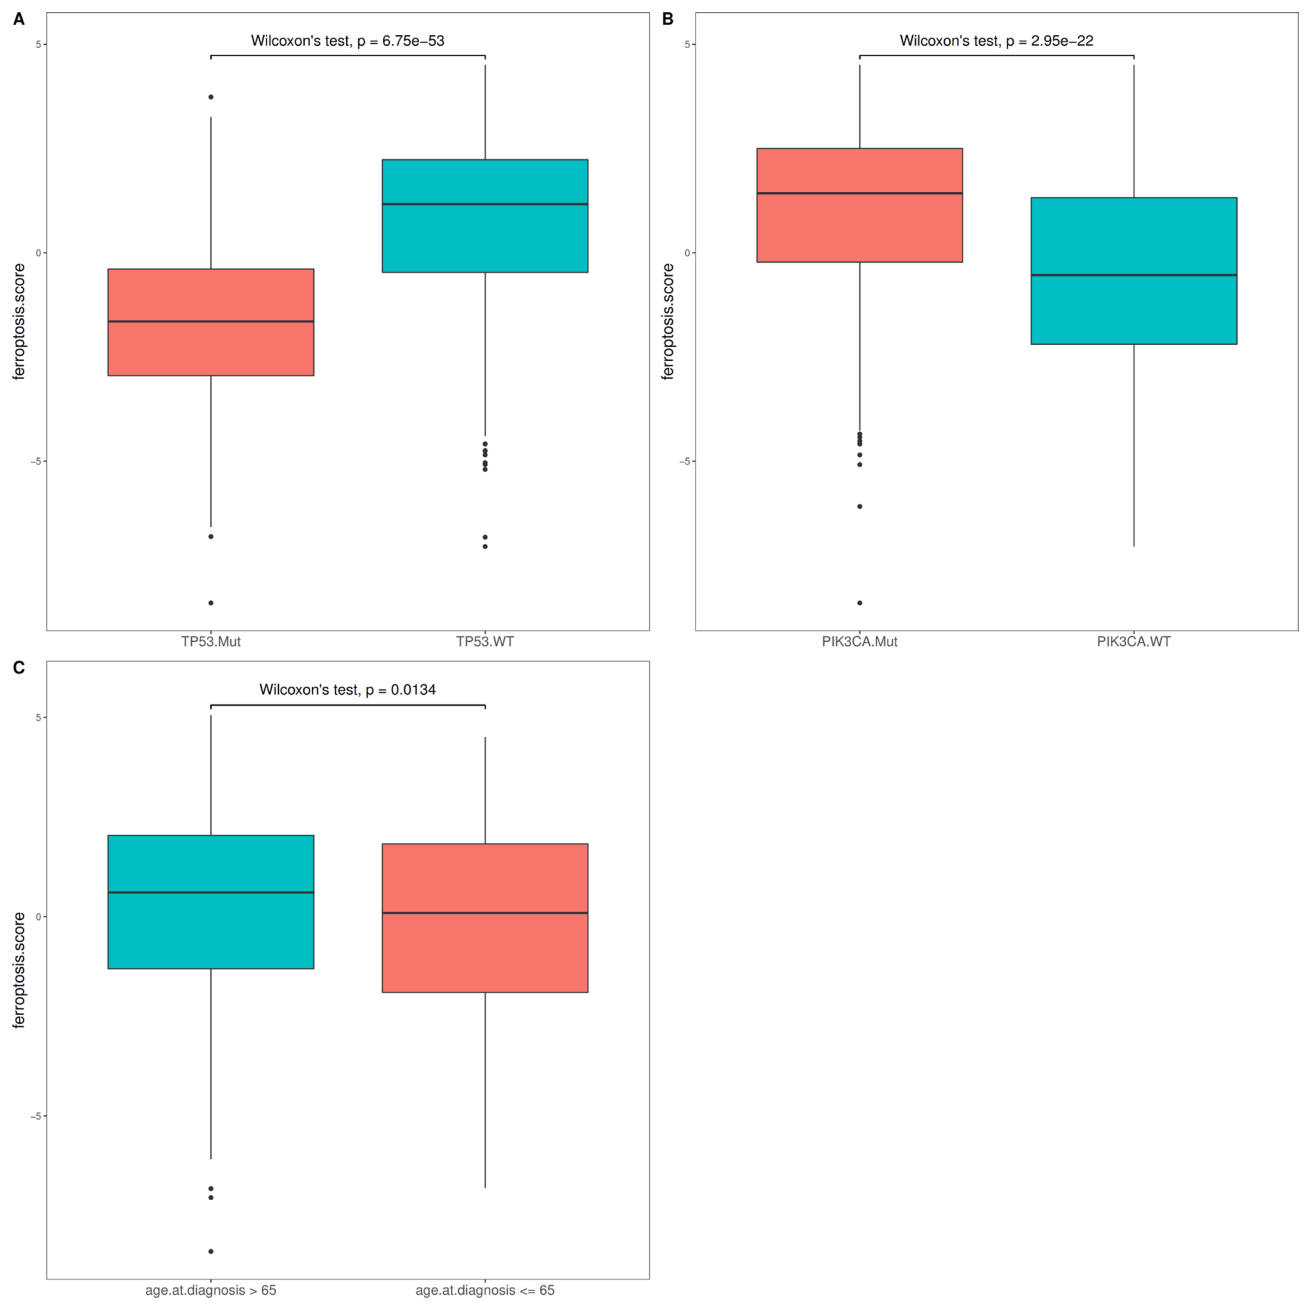 A
Wilcoxon's test, p = 6.75e−53
5
0
−5
ferroptosis.score
TP53.Mut
TP53.WT
B
Wilcoxon's test, p = 2.95e−22
5
0
−5
ferroptosis.score
PIK3CA.Mut
PIK3CA.WT
C
Wilcoxon's test, p = 0.0134
5
0
−5
ferroptosis.score
age.at.diagnosis > 65
age.at.diagnosis <= 65